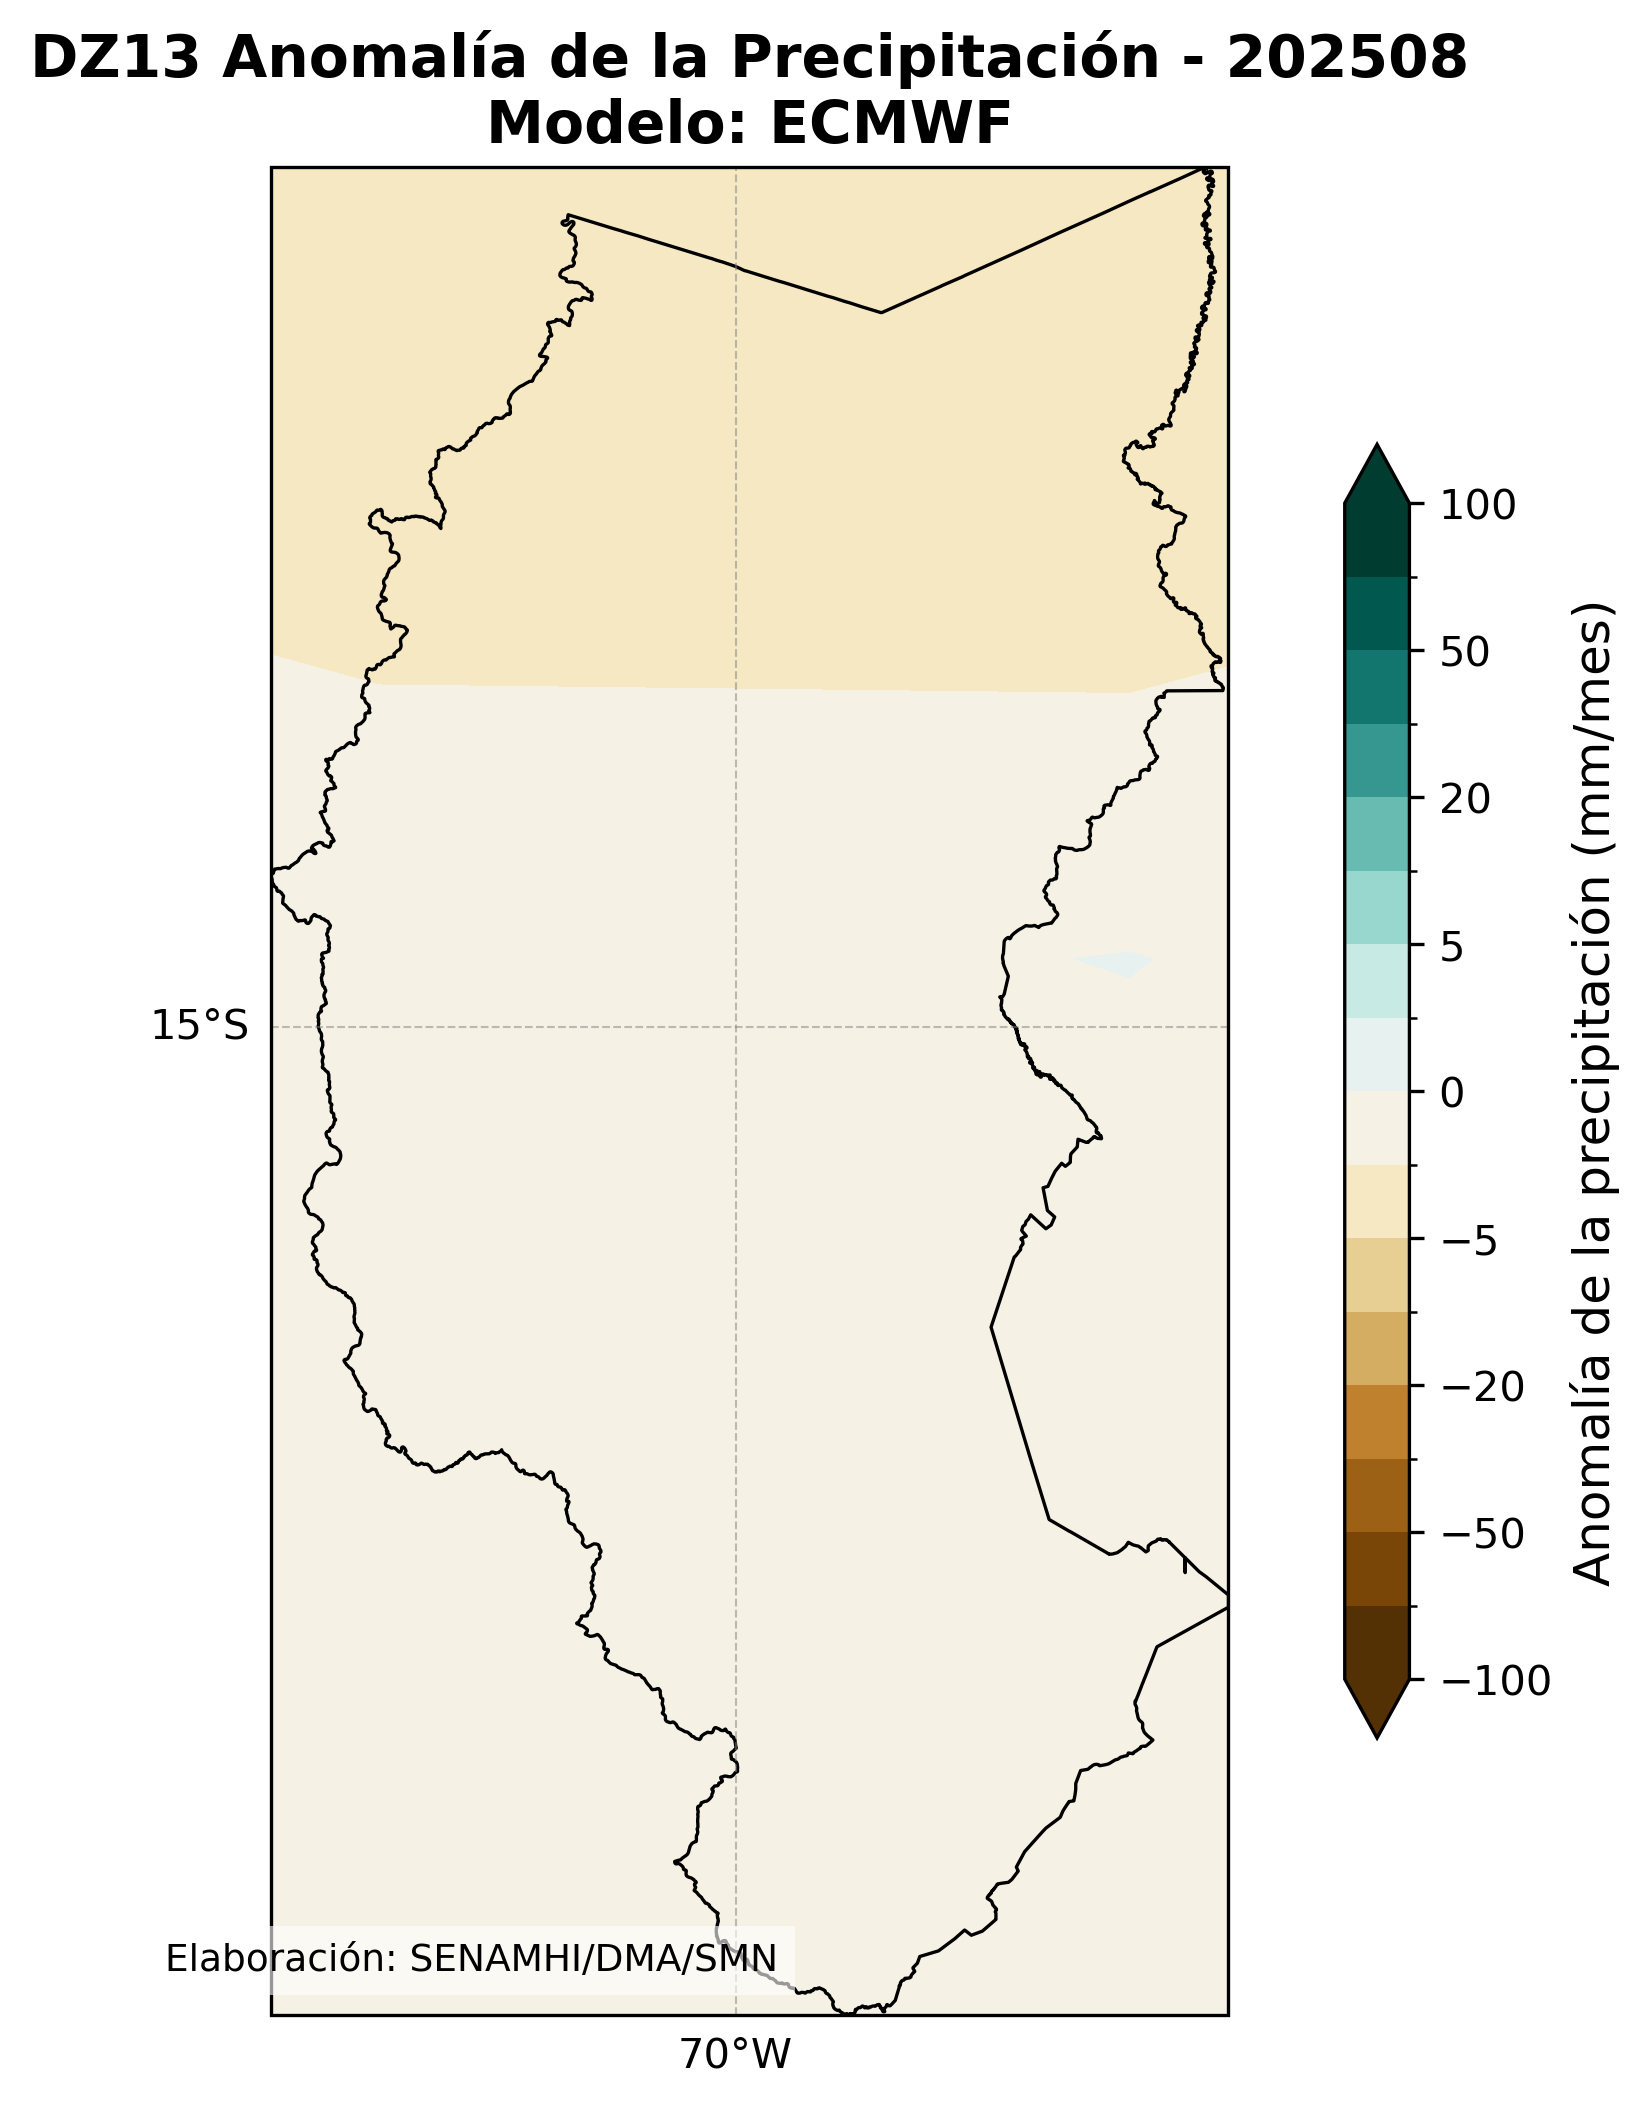 DZ13 Anomalía de la Precipitación - 202508
Modelo: ECMWF
100
50
20
5
0
−5
−20
−50
−100
Anomalía de la precipitación (mm/mes)
15°S
Elaboración: SENAMHI/DMA/SMN
70°W